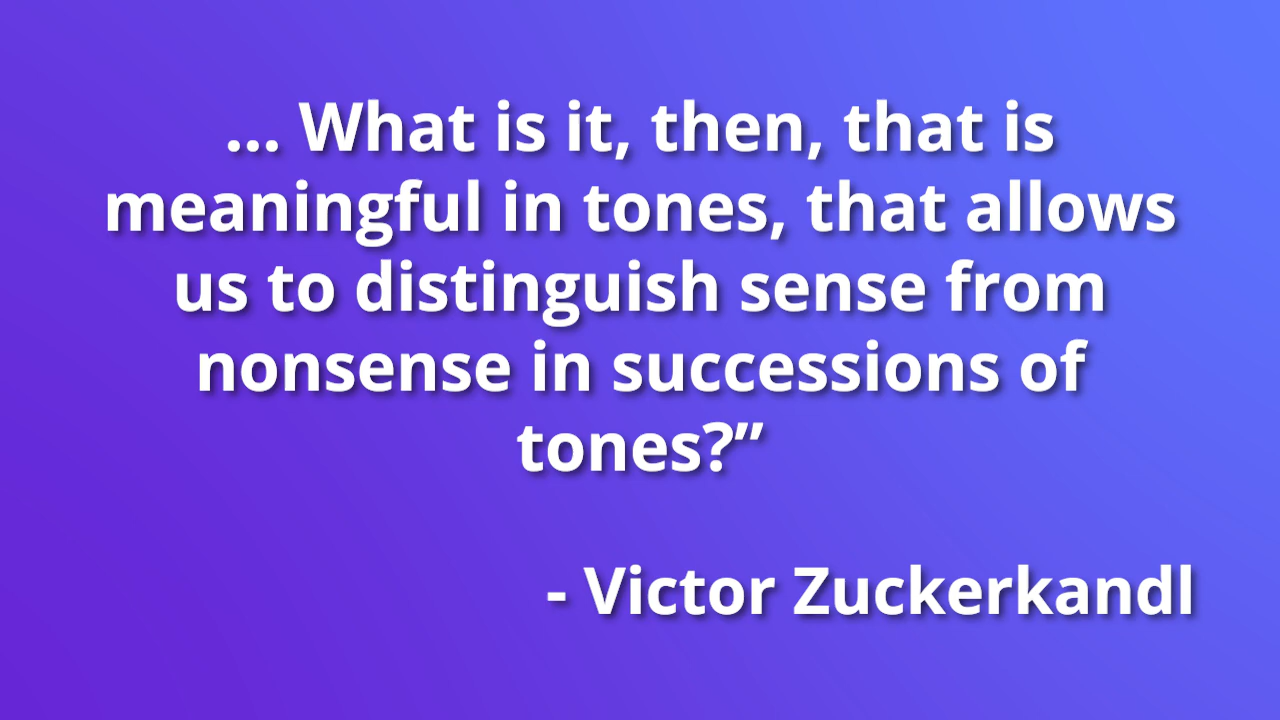 ... What is it, then, that is
meaningful in tones, that allows
us to distinguish sense from
nonsense in successions of
tones?”
- Victor Zuckerkandl